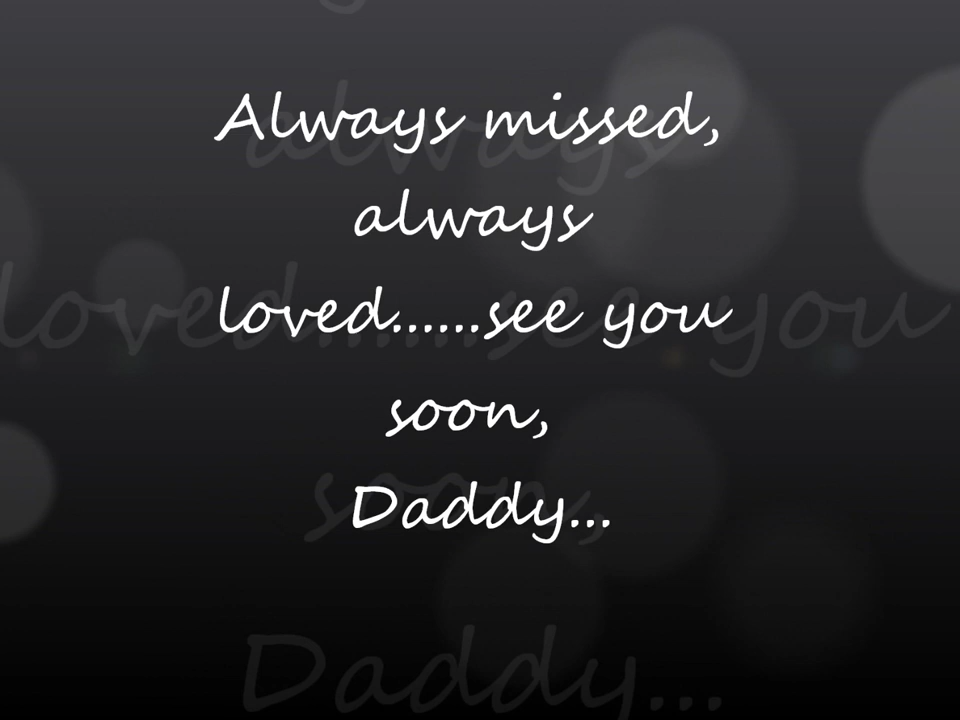 Always missed,
always
loved......see you
soon,
Daddy...